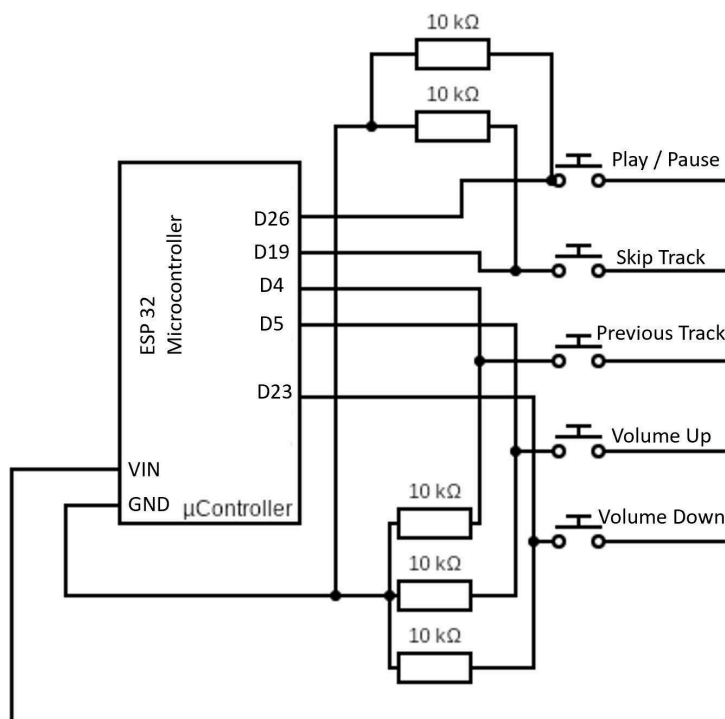 10 kΩ
10 kΩ
Play / Pause
D26
D19
Skip Track
D4
D5
Previous Track
ESP 32
Microcontroller
D23
Volume Up
VIN
GND
µController
10 kΩ
Volume Down
10 kΩ
10 kΩ